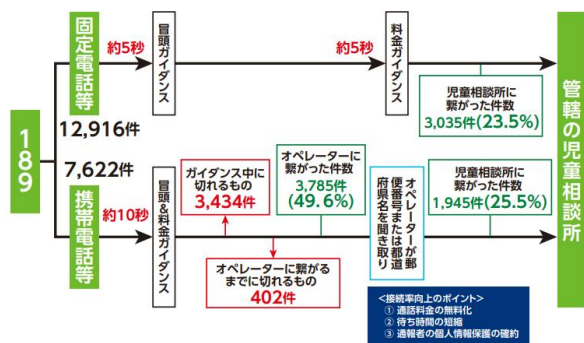 189
固定電話等
12,916件
約5秒
冒頭ガイダンス
約5秒
料金ガイダンス
児童相談所に
繋がった件数
3,035件(23.5%)
管轄の児童相談所
7,622件
携帯電話等
約10秒
冒頭&料金ガイダンス
ガイダンス中に
切れるもの
3,434件
オペレーターに繋がる
までに切れるもの
402件
オペレーターに
繋がった件数
3,785件
(49.6%)
オペレーターが郵
便番号または都道
府県名を聞き取り
児童相談所に
繋がった件数
1,945件(25.5%)
<接続率向上のポイント>
① 通話料金の無料化
② 待ち時間の短縮
③ 通報者の個人情報保護の確約